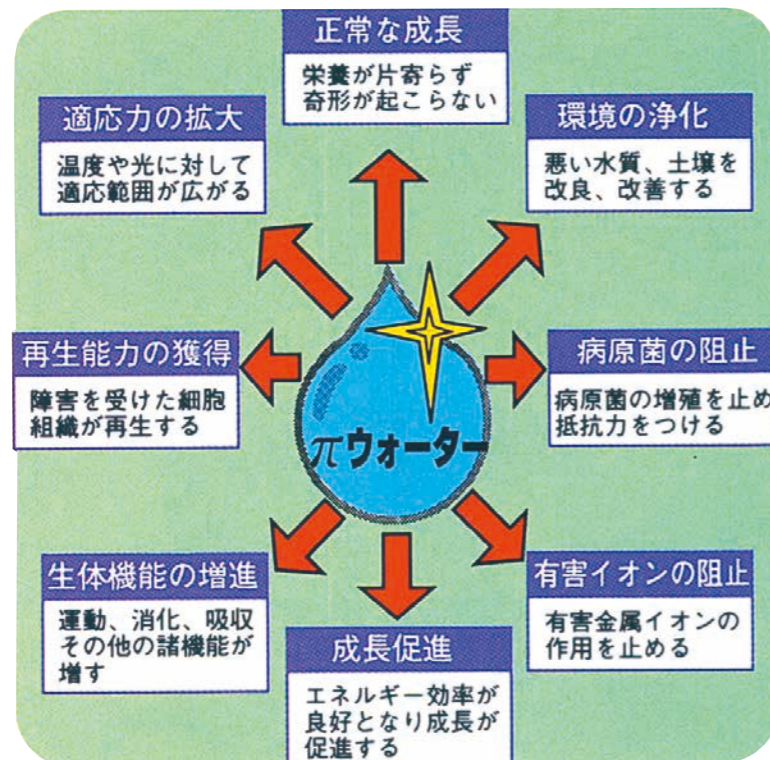 正常な成長
栄養が片寄らず
奇形が起こらない
適応力の拡大
温度や光に対して
適応範囲が広がる
環境の浄化
悪い水質、土壌を
改良、改善する
再生能力の獲得
障害を受けた細胞
組織が再生する
病原菌の阻止
病原菌の増殖を止め
抵抗力をつける
πウォーター
生体機能の増進
運動、消化、吸収
その他の諸機能が
増す
有害イオンの阻止
有害金属イオンの
作用を止める
成長促進
エネルギー効率が
良好となり成長が
促進する